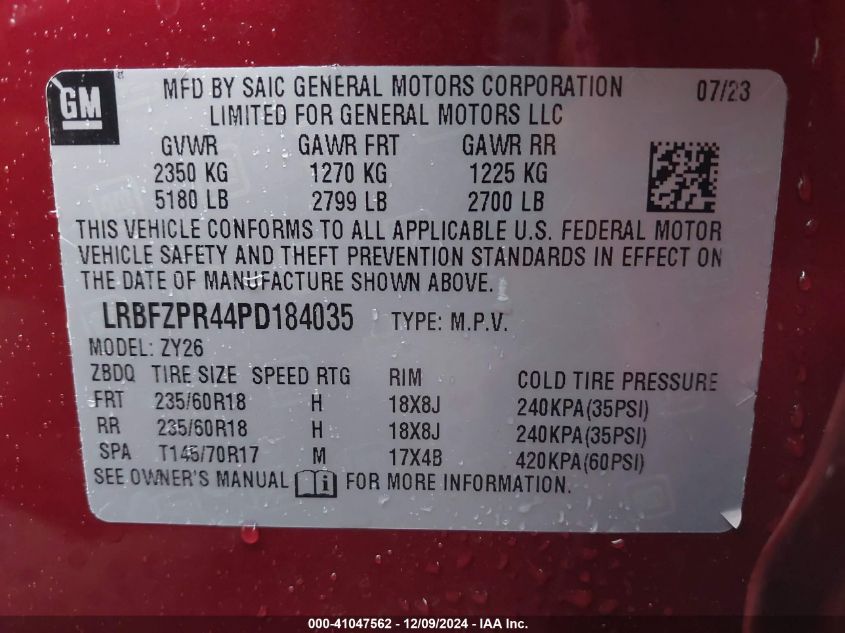 GM
MFD BY SAIC GENERAL MOTORS CORPORATION 07/23
LIMITED FOR GENERAL MOTORS LLC
GVWR GAWR FRT GAWR RR
2350 KG 1270 KG 1225 KG
5180 LB 2799 LB 2700 LB
THIS VEHICLE CONFORMS TO ALL APPLICABLE U.S. FEDERAL MOTOR
VEHICLE SAFETY AND THEFT PREVENTION STANDARDS IN EFFECT ON
THE DATE OF MANUFACTURE SHOWN ABOVE.
LRBFZPR44PD184035 TYPE: M.P.V.
MODEL: ZY26
ZBDQ TIRE SIZE SPEED RTG RIM COLD TIRE PRESSURE
FRT 235/60R18 H 18X8J 240KPA(35PSI)
RR 235/60R18 H 18X8J 240KPA(35PSI)
SPA T145/70R17 M 17X4B 420KPA(60PSI)
SEE OWNER'S MANUAL i FOR MORE INFORMATION.
000-41047562 - 12/09/2024 - IAA Inc.